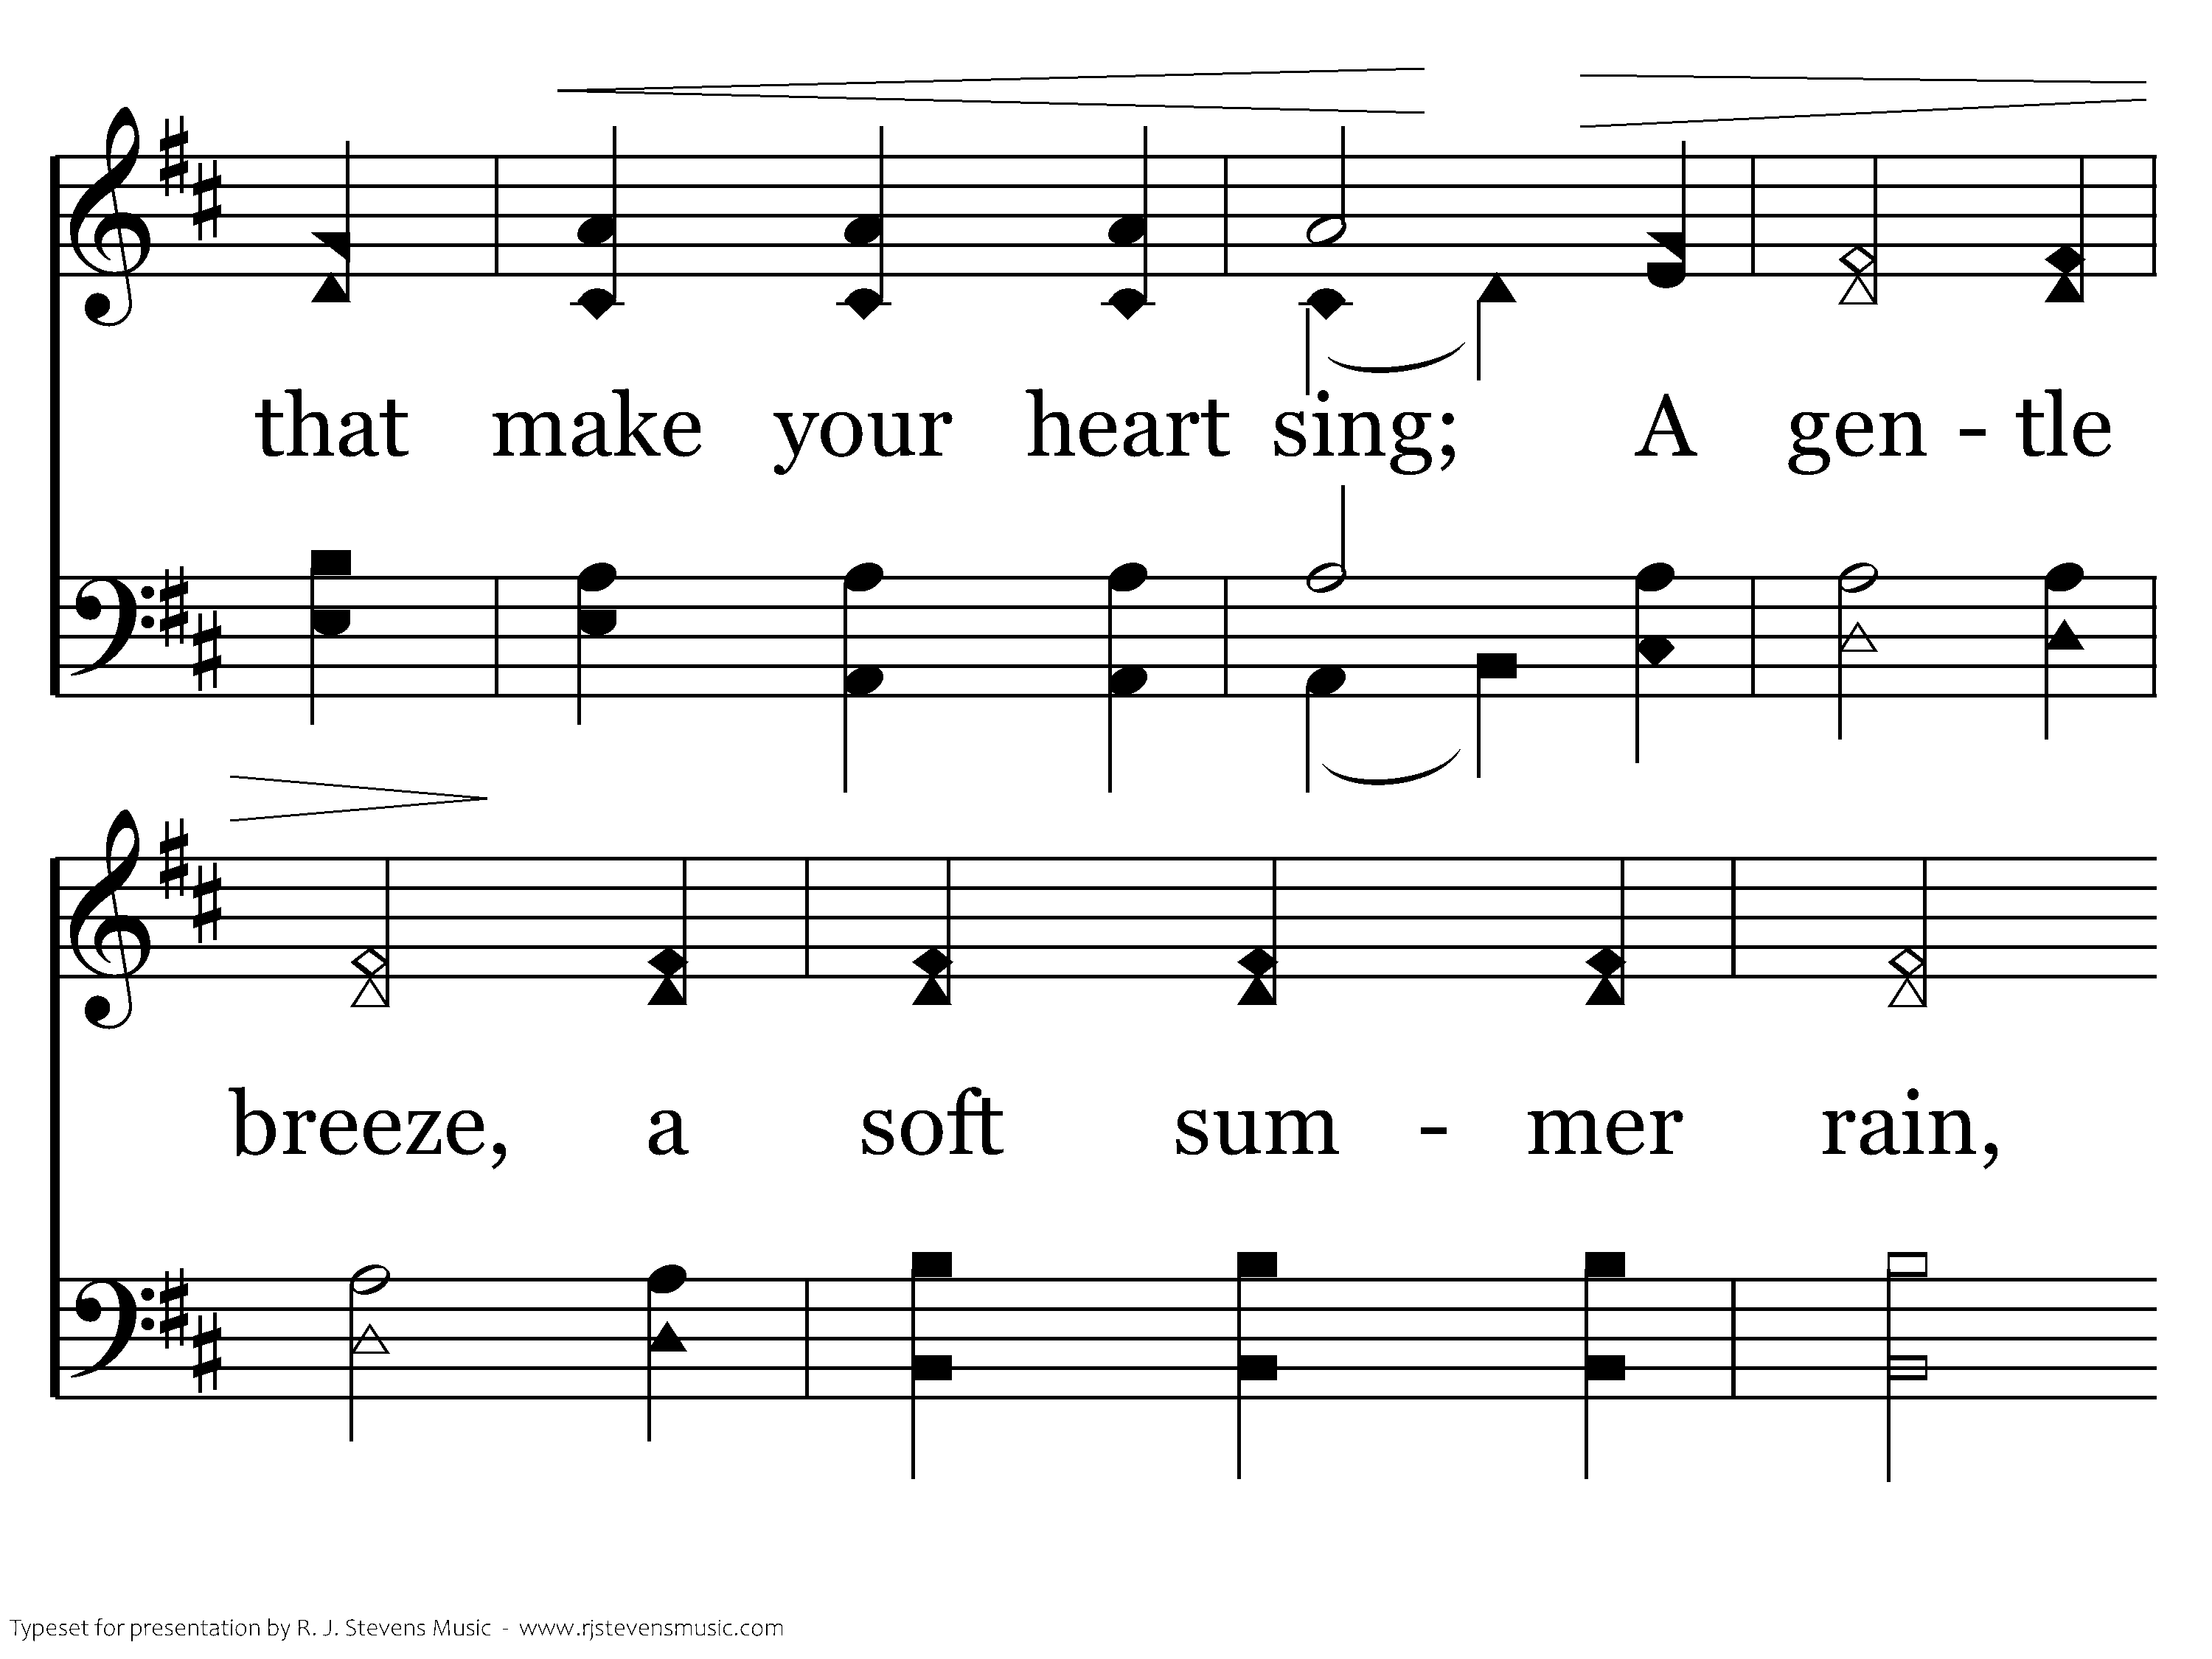 that make your heart sing; A gen - tle
breeze, a soft sum - mer rain,
Typeset for presentation by R. J. Stevens Music - www.rjstevensmusic.com